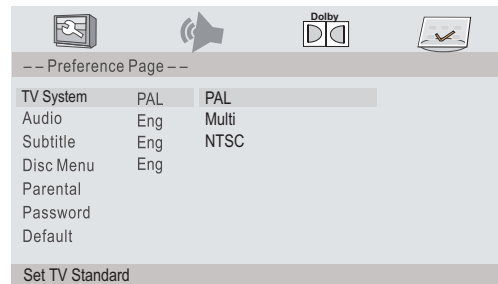 Dolby
– – Preference Page – –
TV System PAL PAL
Audio Eng Multi
Subtitle Eng NTSC
Disc Menu Eng
Parental
Password
Default
Set TV Standard